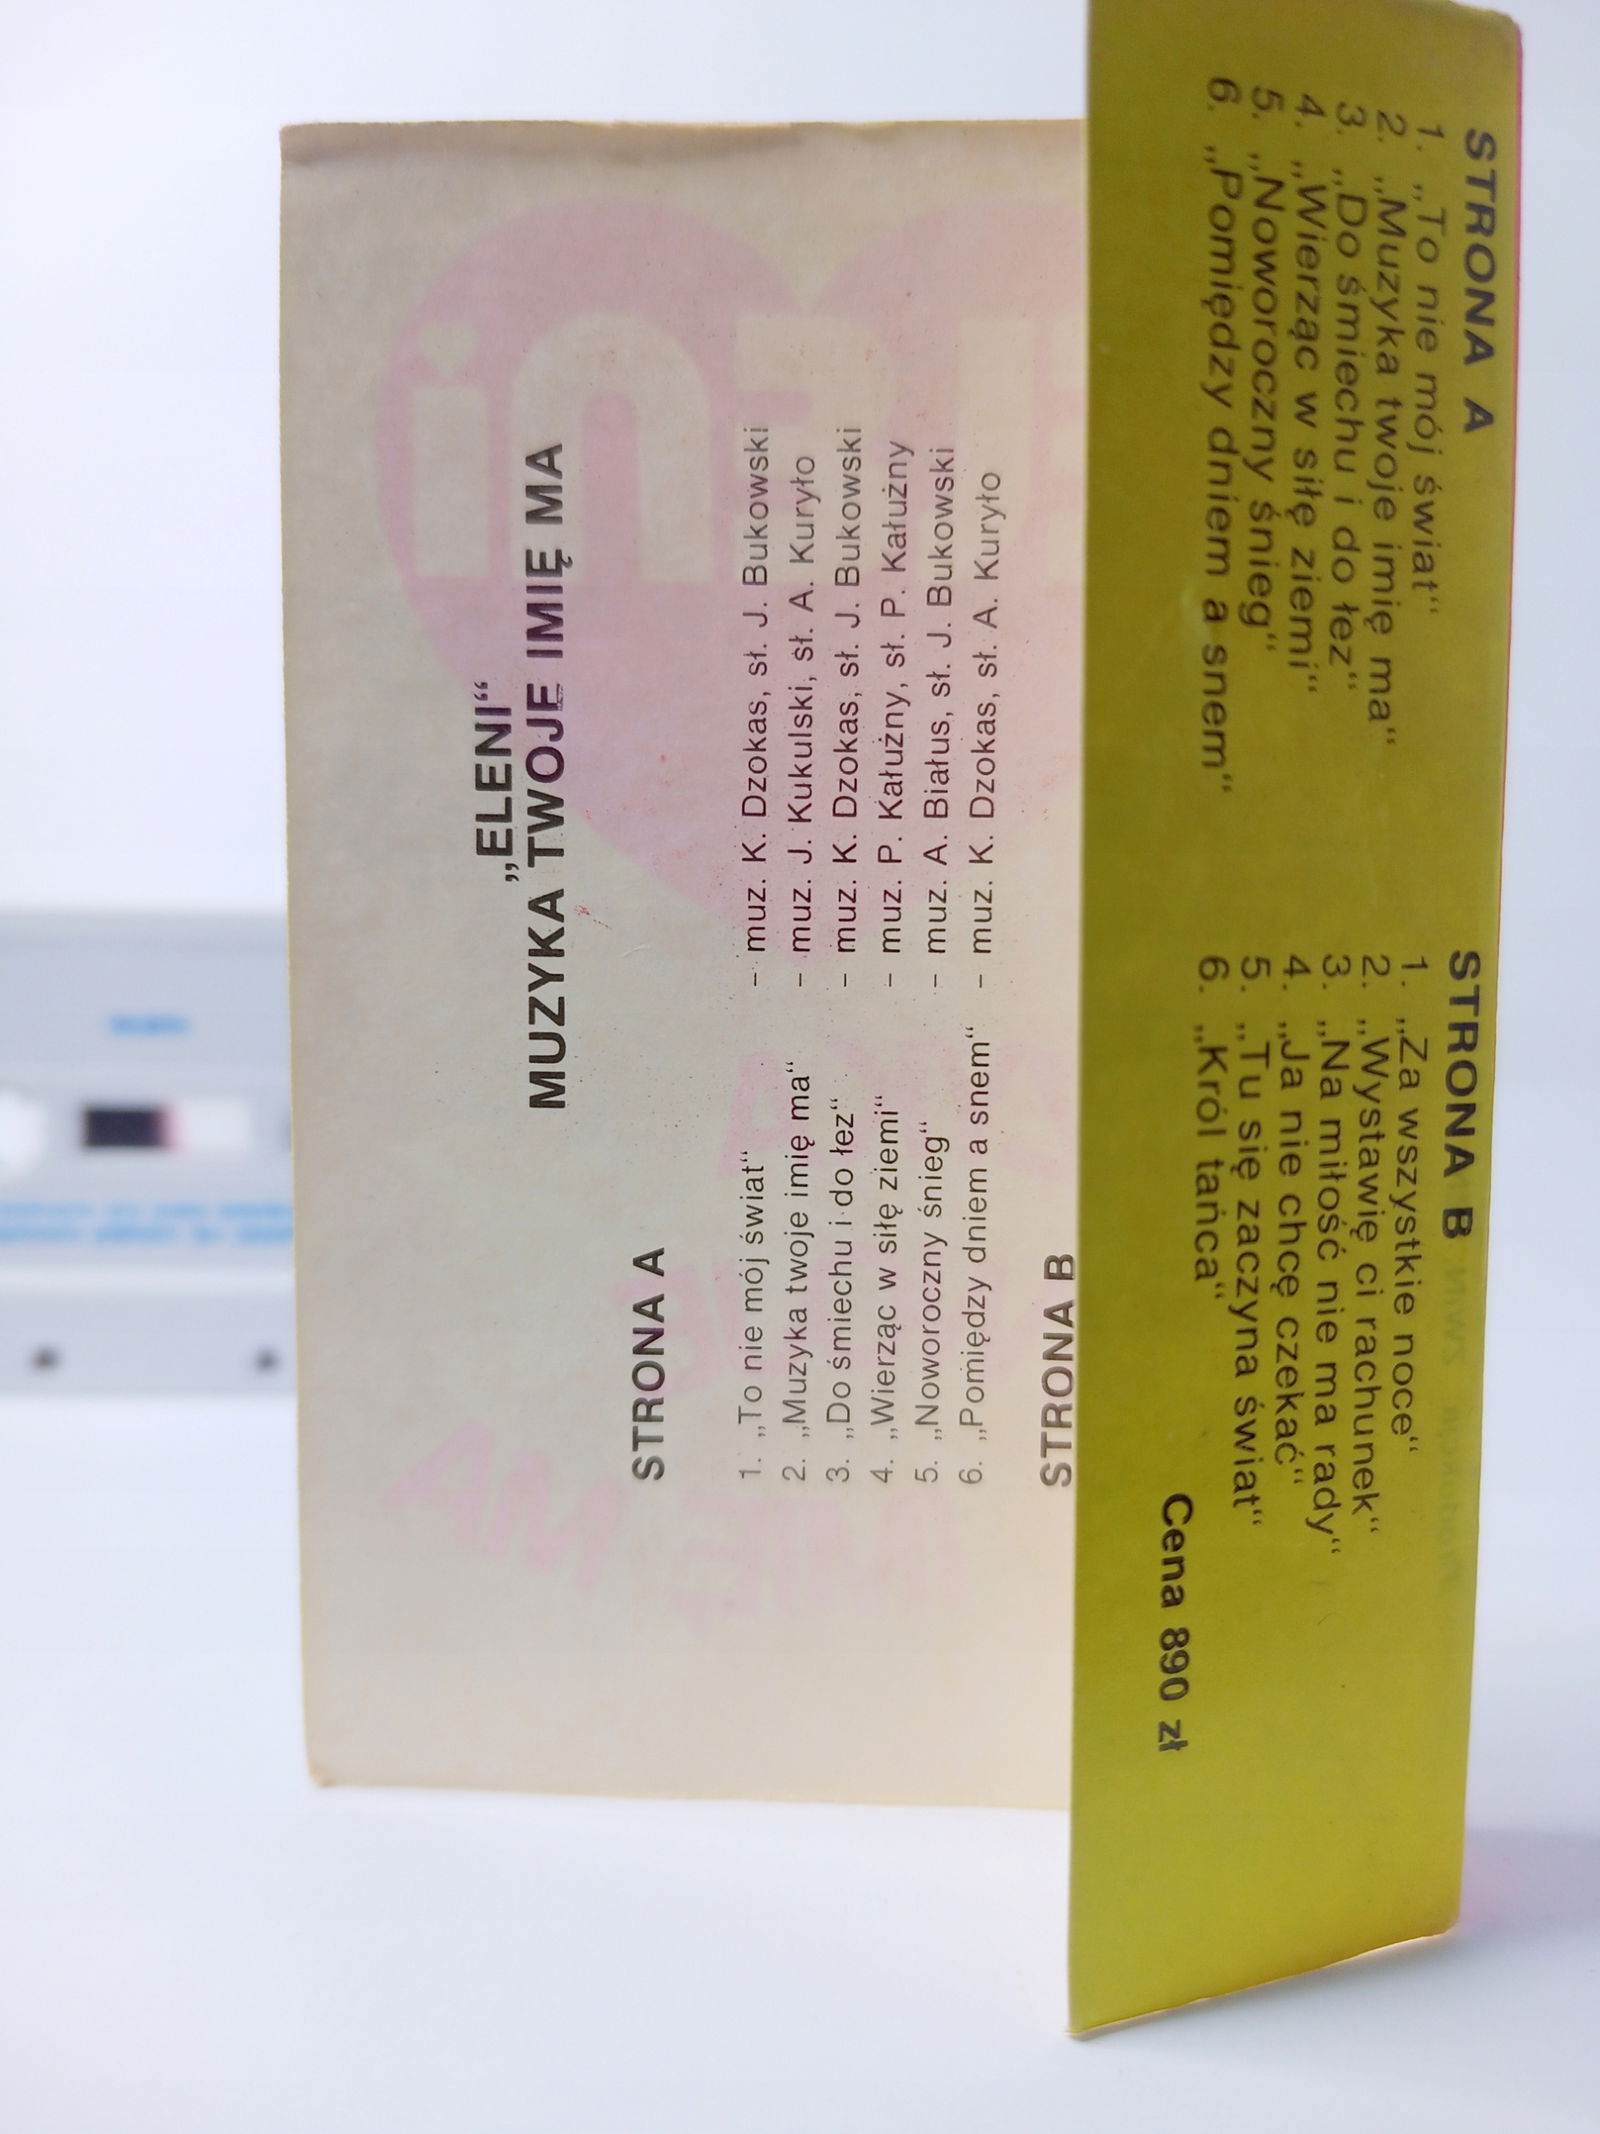 „ELENI“
MUZYKA TWOJE IMIĘ MA
STRONA A
1. „To nie mój świat“ – muz. K. Dzokas, sł. J. Bukowski
2. „Muzyka twoje imię ma“ – muz. J. Kukulski, sł. A. Kuryło
3. „Do śmiechu i do łez“ – muz. K. Dzokas, sł. J. Bukowski
4. „Wierząc w siłę ziemi“ – muz. P. Kałużny, sł. P. Kałużny
5. „Noworoczny śnieg“ – muz. A. Białus, sł. J. Bukowski
6. „Pomiędzy dniem a snem“ – muz. K. Dzokas, sł. A. Kuryło
STRONA B
STRONA A
1. „To nie mój świat“
2. „Muzyka twoje imię ma“
3. „Do śmiechu i do łez“
4. „Wierząc w siłę ziemi“
5. „Noworoczny śnieg“
6. „Pomiędzy dniem a snem“
STRONA B
1. „Za wszystkie noce“
2. „Wystawię ci rachunek“
3. „Na miłość nie ma rady“
4. „Ja nie chcę czekać“
5. „Tu się zaczyna świat“
6. „Król tańca“
Cena 890 zł